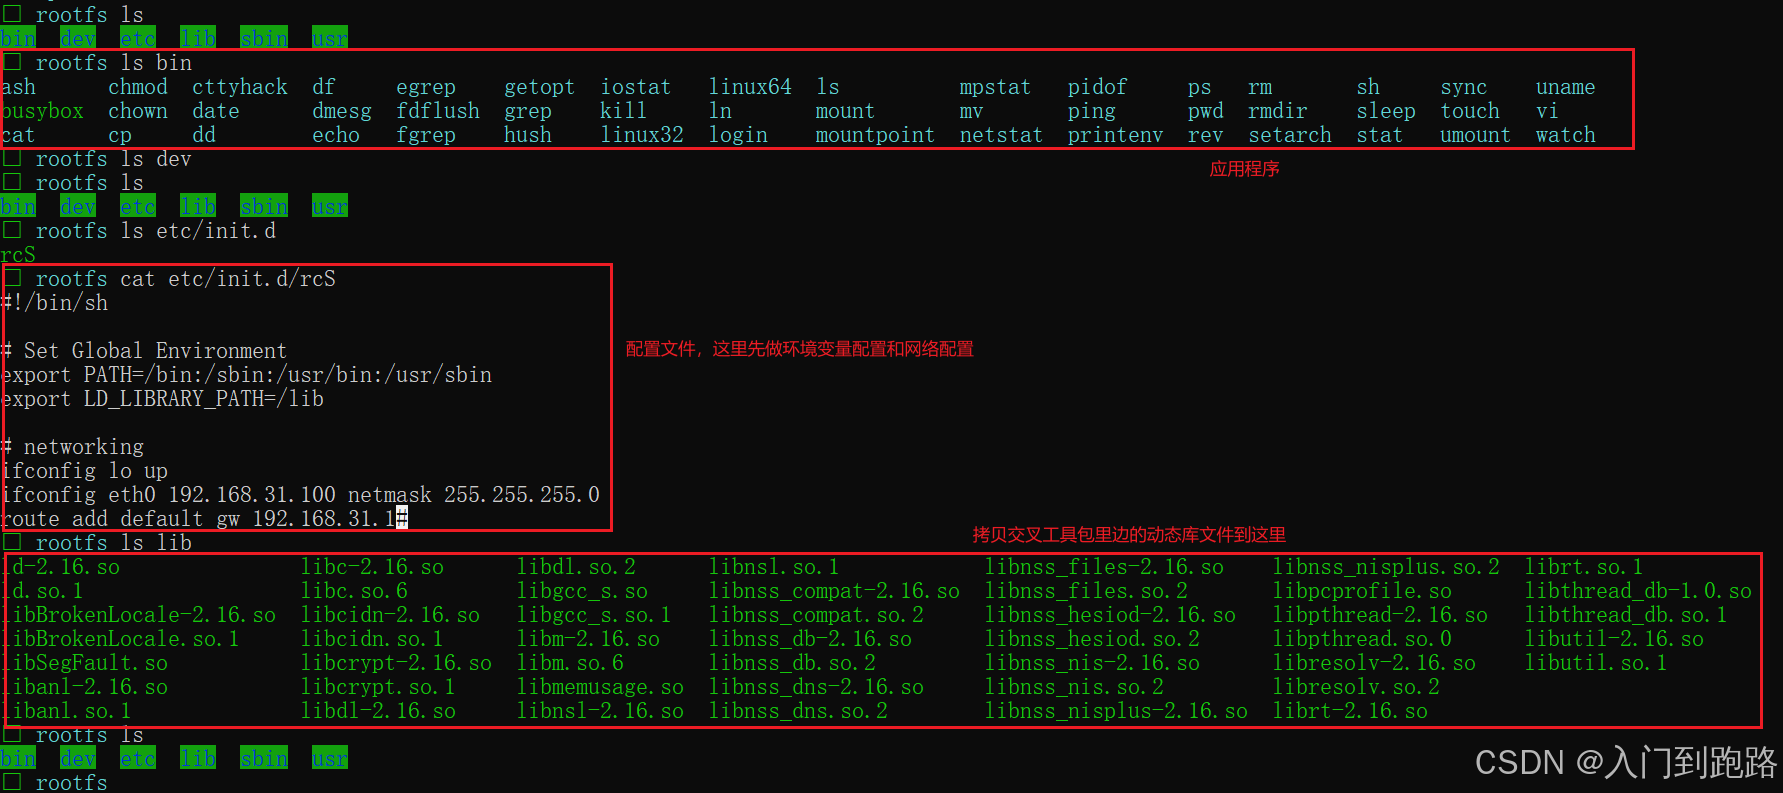 rootfs ls
bin dev etc lib sbin usr
rootfs ls bin
ash chmod cttyhack df egrep getopt iostat linux64 ls mpstat pidof ps rm sh sync uname
busybox chown date dmesg fdflush grep kill ln mount mv ping pwd rmdir sleep touch vi
cat cp dd echo fgrep hush linux32 login mountpoint netstat printenv rev setarch stat umount watch
rootfs ls dev
应用程序
rootfs ls
bin dev etc lib sbin usr
rootfs ls etc/init.d
rcS
rootfs cat etc/init.d/rcS
#!/bin/sh
# Set Global Environment
配置文件，这里先做环境变量配置和网络配置
export PATH=/bin:/sbin:/usr/bin:/usr/sbin
export LD_LIBRARY_PATH=/lib
# networking
ifconfig lo up
ifconfig eth0 192.168.31.100 netmask 255.255.255.0
route add default gw 192.168.31.1#
拷贝交叉工具包里边的动态库文件到这里
rootfs ls lib
ld-2.16.so libc-2.16.so libdl.so.2 libnsl.so.1 libnss_files-2.16.so libnss_nisplus.so.2 librt.so.1
ld.so.1 libc.so.6 libgcc_s.so libnss_compat-2.16.so libnss_files.so.2 libpcprofile.so libthread_db-1.0.so
libBrokenLocale-2.16.so libcidn-2.16.so libgcc_s.so.1 libnss_compat.so.2 libnss_hesiod-2.16.so libpthread-2.16.so libthread_db.so.1
libBrokenLocale.so.1 libcidn.so.1 libm-2.16.so libnss_db-2.16.so libnss_hesiod.so.2 libpthread.so.0 libutil-2.16.so
libSegFault.so libcrypt-2.16.so libm.so.6 libnss_db.so.2 libnss_nis-2.16.so libresolv-2.16.so libutil.so.1
libanl-2.16.so libcrypt.so.1 libmemusage.so libnss_dns-2.16.so libnss_nis.so.2 libresolv.so.2
libanl.so.1 libdl-2.16.so libnsl-2.16.so libnss_dns.so.2 libnss_nisplus-2.16.so librt-2.16.so
rootfs ls
bin dev etc lib sbin usr
rootfs
CSDN @入门到跑路